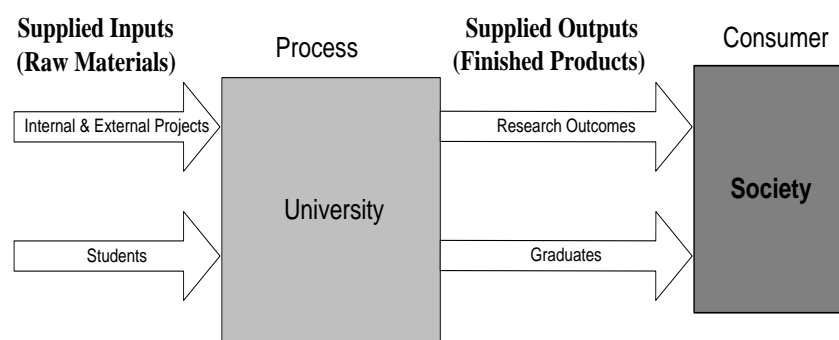 Supplied Inputs
(Raw Materials)
Process
Supplied Outputs
(Finished Products)
Consumer
Internal & External Projects
Research Outcomes
University
Society
Students
Graduates